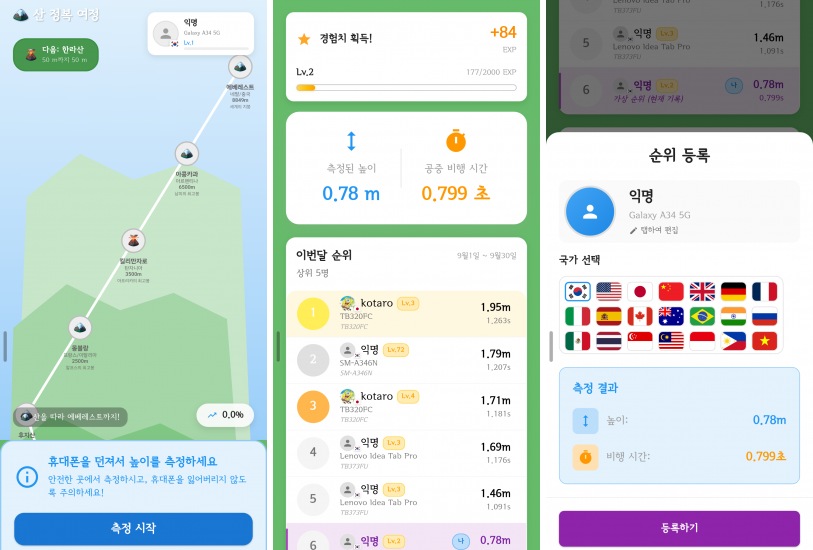 산 정복 여정
익명
Galaxy A34 5G
Lv.1
다음: 한라산
50 m까지 50 m
에베레스트
8849m
아콩카과
아르헨티나
6500m
킬리만자로
탄자니아
3500m
몽블랑
2500m
산을 따라 에베레스트까지!
0.0%
후지산
휴대폰을 던져서 높이를 측정하세요
안전한 곳에서 측정하시고, 휴대폰을 잃어버리지 않도
록 주의하세요!
측정 시작
경험치 획득!
+84
EXP
Lv.2
177/2000 EXP
측정된 높이
0.78 m
공중 비행 시간
0.799 초
이번달 순위
9월1일 ~ 9월30일
상위 5명
1
kotaro
Lv.3
1.95m
TB320FC
1.263s
TB320FC
2
익명
Lv.72
1.79m
SM-A346N
1.207s
SM-A346N
3
kotaro
Lv.4
1.71m
TB320FC
1.181s
TB320FC
4
익명
Lv.3
1.69m
Lenovo Idea Tab Pro
1.176s
TB373FU
5
익명
Lv.3
1.46m
Lenovo Idea Tab Pro
1.091s
TB373FU
6
익명
Lv.2
나
0.78m
Lenovo Idea Tab Pro
1.176s
TB373FU
5
익명
Lv.3
1.46m
Lenovo Idea Tab Pro
1.091s
TB373FU
6
익명
Lv.2
나
0.78m
가상 순위 (현재 기록)
0.799s
순위 등록
익명
Galaxy A34 5G
탭하여 편집
국가 선택
측정 결과
높이:
0.78m
비행 시간:
0.799초
등록하기